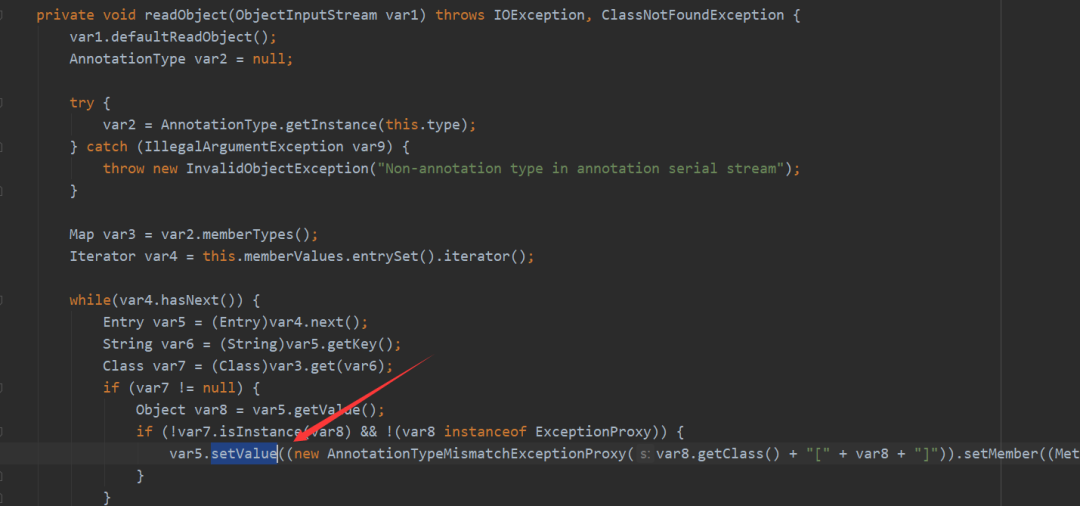 private void readObject(ObjectInputStream var1) throws IOException, ClassNotFoundException {
var1.defaultReadObject();
AnnotationType var2 = null;
try {
var2 = AnnotationType.getInstance(this.type);
} catch (IllegalArgumentException var9) {
throw new InvalidObjectException("Non-annotation type in annotation serial stream");
}
Map var3 = var2.memberTypes();
Iterator var4 = this.memberValues.entrySet().iterator();
while(var4.hasNext()) {
Entry var5 = (Entry)var4.next();
String var6 = (String)var5.getKey();
Class var7 = (Class)var3.get(var6);
if (var7 != null) {
Object var8 = var5.getValue();
if (!var7.isInstance(var8) && !(var8 instanceof ExceptionProxy)) {
var5.setValue((new AnnotationTypeMismatchExceptionProxy( s: var8.getClass() + "[" + var8 + "]")).setMember((Met
}
}